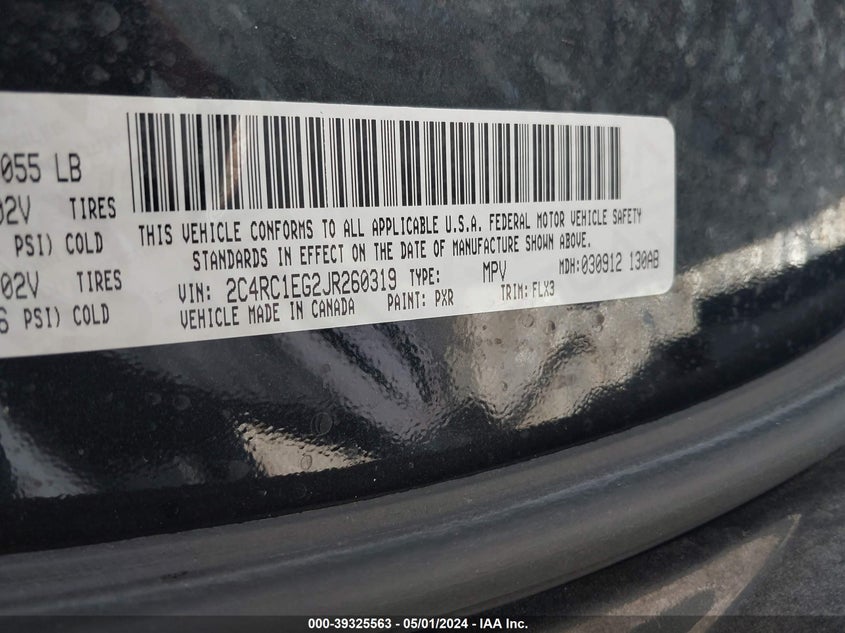 055 LB
02V TIRES
PSI) COLD
02V TIRES
6 PSI) COLD
THIS VEHICLE CONFORMS TO ALL APPLICABLE U.S.A. FEDERAL MOTOR VEHICLE SAFETY
STANDARDS IN EFFECT ON THE DATE OF MANUFACTURE SHOWN ABOVE.
VIN: 2C4RC1EG2JR260319 TYPE: MPV MDH:030912 130AB
VEHICLE MADE IN CANADA PAINT: PXR TRIM: FLX3
000-39325563 - 05/01/2024 - IAA Inc.